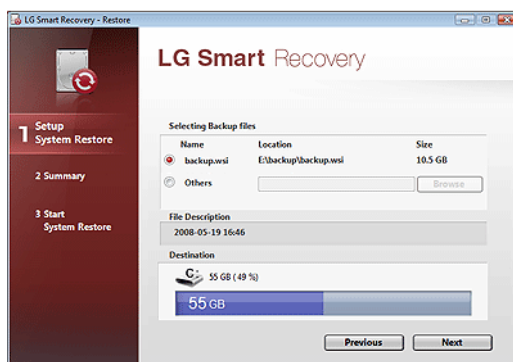 LG Smart Recovery - Restore
LG Smart Recovery
1 Setup
System Restore
2 Summary
3 Start
System Restore
Selecting Backup files
Name Location Size
backup.wsi E:\backup\backup.wsi 10.5 GB
Others Browse
File Description
2008-05-19 16:46
Destination
C: 55 GB ( 49 %)
55 GB
Previous Next